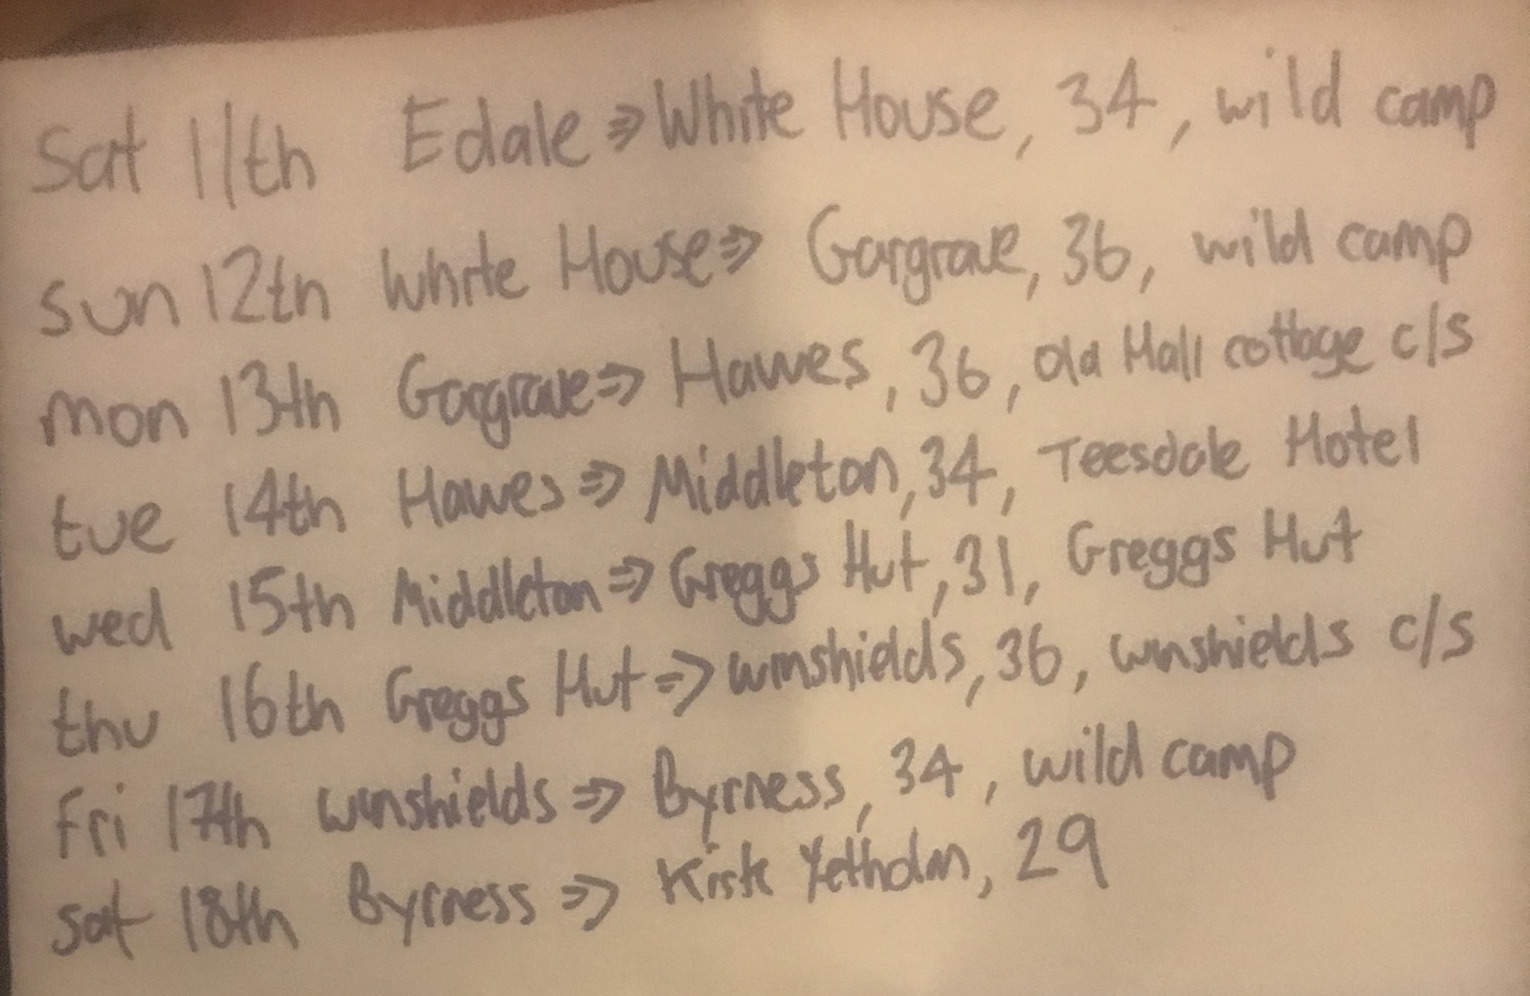 Sat 11th Edale ⇒ White House, 34, wild camp
Sun 12th White House ⇒ Gargrave, 36, wild camp
Mon 13th Gargrave ⇒ Hawes, 36, Old Hall cottage c/s
tue 14th Hawes ⇒ Middleton, 34, Teesdale Hotel
wed 15th Middleton ⇒ Greggs Hut, 31, Greggs Hut
thu 16th Greggs Hut ⇒ winshields, 36, winshields c/s
Fri 17th winshields ⇒ Byrness, 34, wild camp
Sat 18th Byrness ⇒ Kirk Yetholm, 29